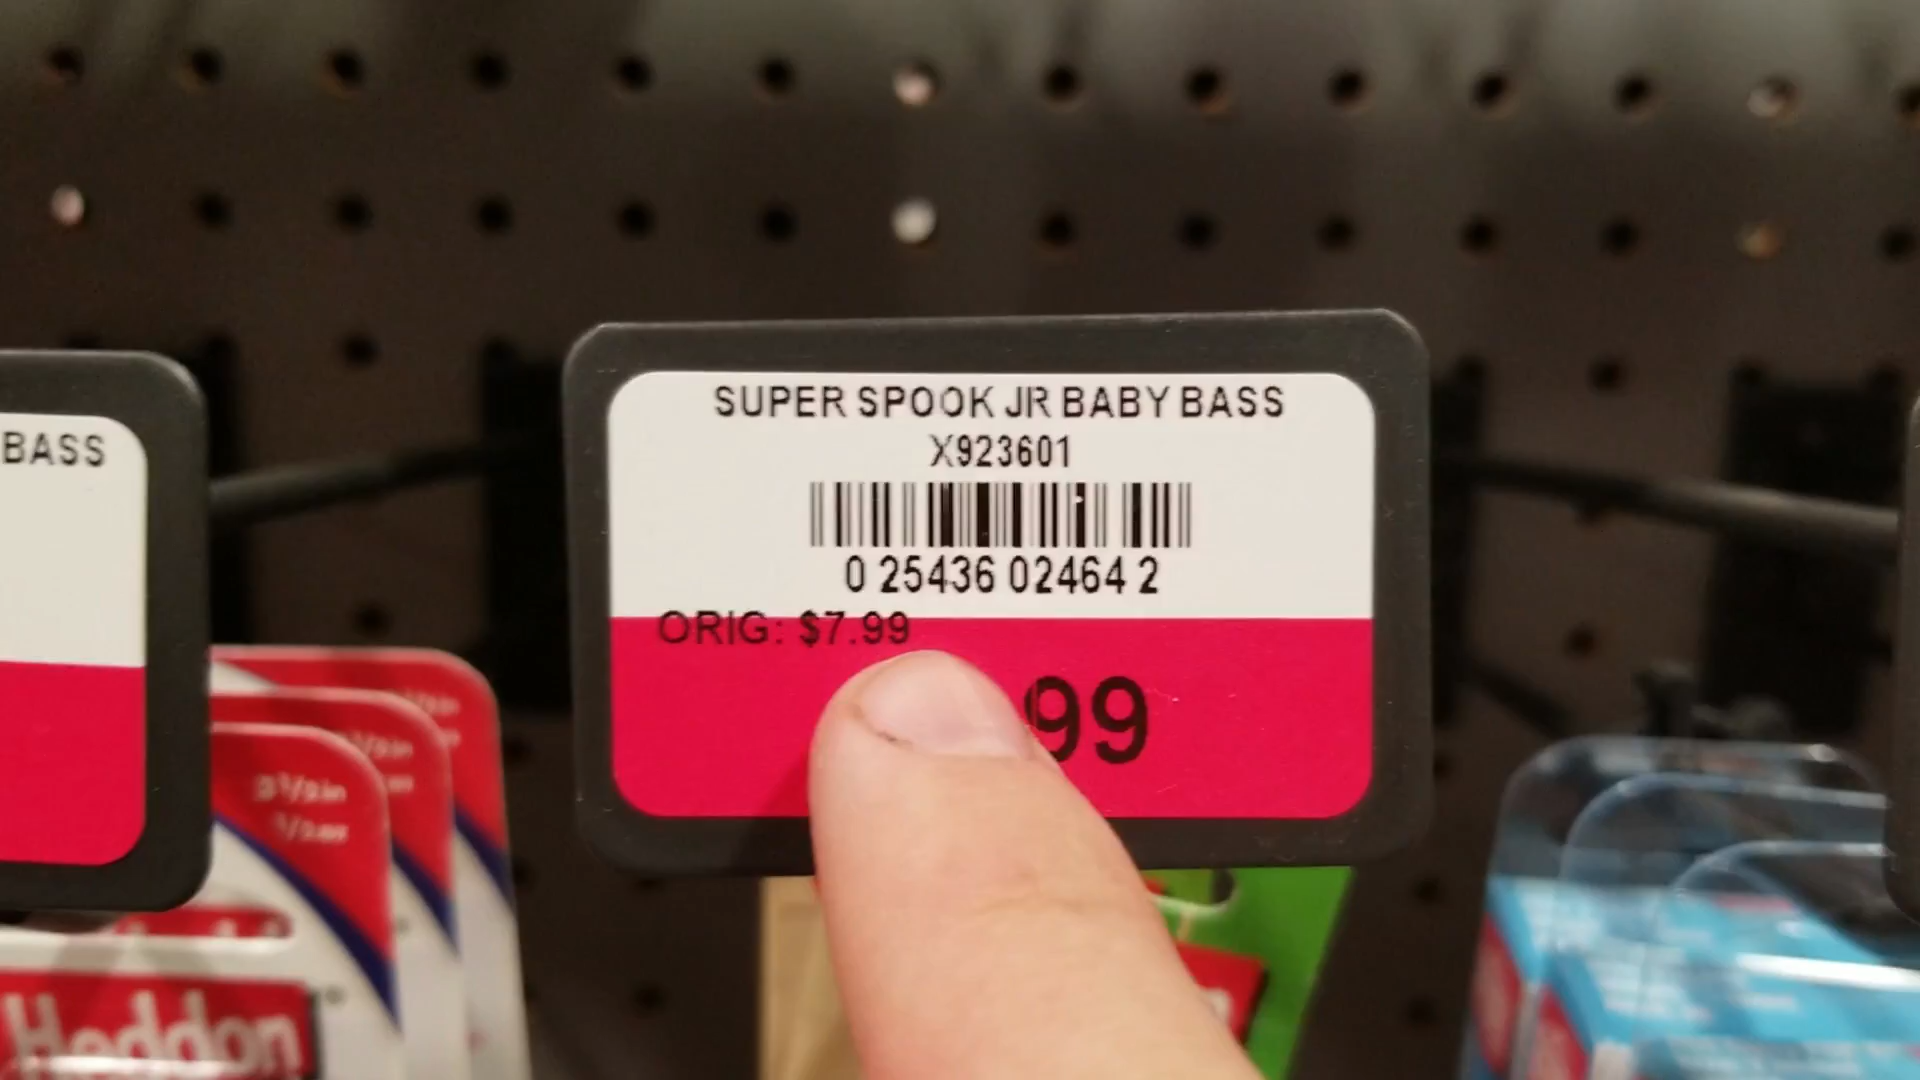 BASS
SUPER SPOOK JR BABY BASS
X923601
0 25436 02464 2
ORIG: $7.99
99
Heddon